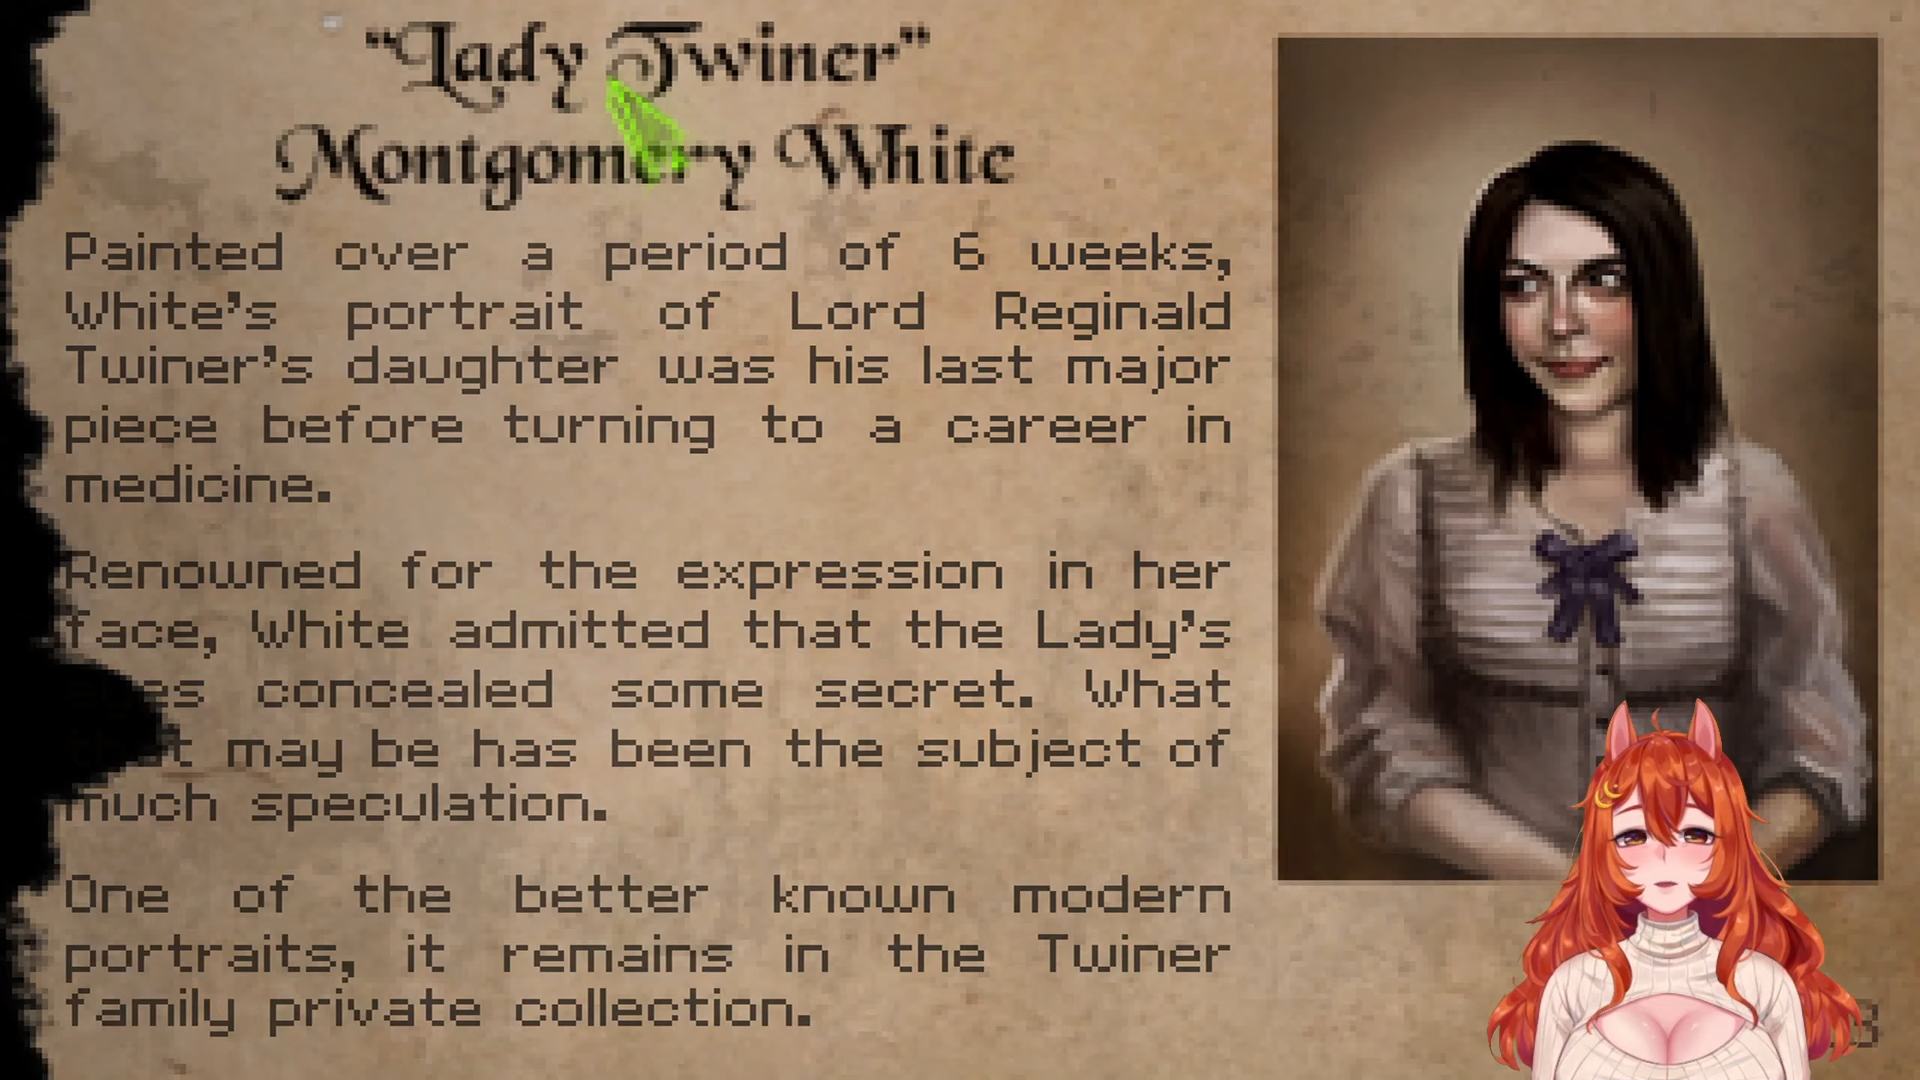 “Lady Twiner”
Montgomery White
Painted over a period of 6 weeks,
White’s portrait of Lord Reginald
Twiner’s daughter was his last major
piece before turning to a career in
medicine.
Renowned for the expression in her
face, White admitted that the Lady’s
concealed some secret. What
may be has been the subject of
much speculation.
One of the better known modern
portraits, it remains in the Twiner
family private collection.